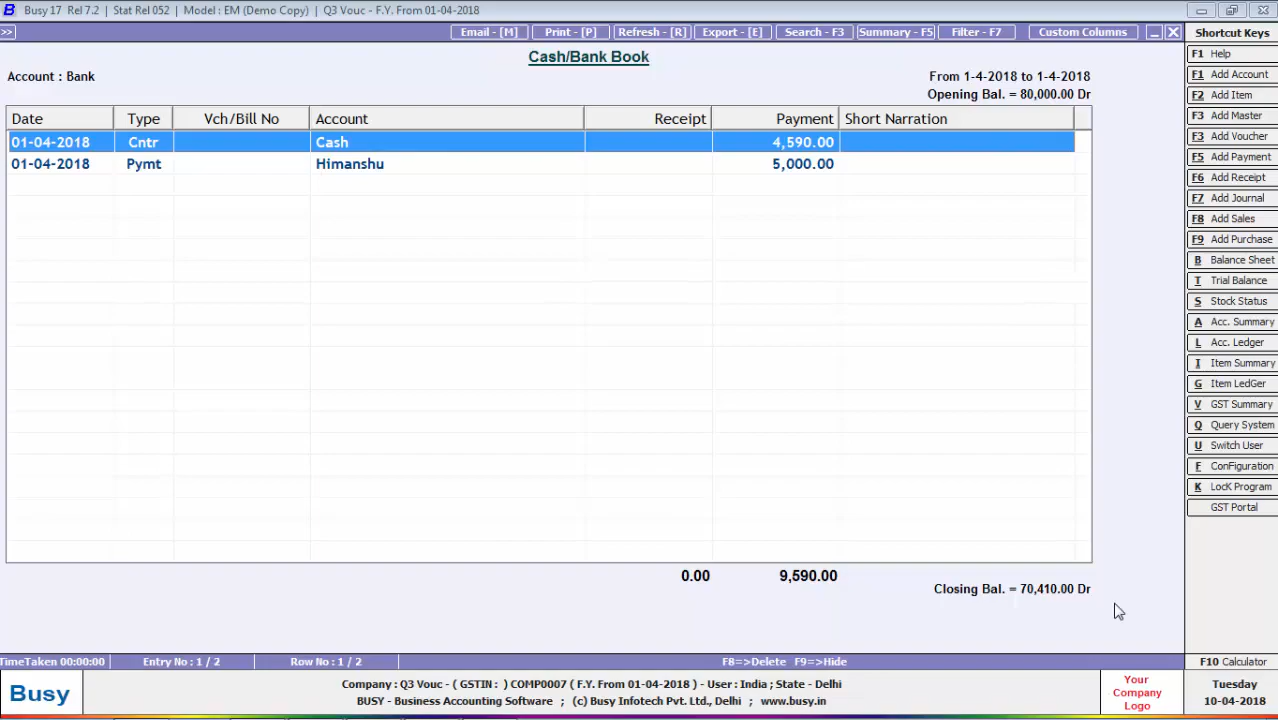 Busy 17 Rel 7.2 | Stat Rel 052 | Model : EM (Demo Copy) | Q3 Vouc - F.Y. From 01-04-2018
>> Email - [M] Print - [P] Refresh - [R] Export - [E] Search - F3 Summary - F5 Filter - F7 Custom Columns
Shortcut Keys
Cash/Bank Book
Account : Bank
From 1-4-2018 to 1-4-2018
Opening Bal. = 80,000.00 Dr
Date Type Vch/Bill No Account Receipt Payment Short Narration
01-04-2018 Cntr Cash 4,590.00
01-04-2018 Pymt Himanshu 5,000.00
0.00 9,590.00
Closing Bal. = 70,410.00 Dr
F1 Help
F1 Add Account
F2 Add Item
F3 Add Master
F3 Add Voucher
F5 Add Payment
F6 Add Receipt
F7 Add Journal
F8 Add Sales
F9 Add Purchase
B Balance Sheet
T Trial Balance
S Stock Status
A Acc. Summary
L Acc. Ledger
I Item Summary
G Item LedGer
V GST Summary
Q Query System
U Switch User
F ConFiguration
K LocK Program
GST Portal
TimeTaken 00:00:00 Entry No : 1 / 2 Row No : 1 / 2 F8=>Delete F9=>Hide
F10 Calculator
Busy
Company : Q3 Vouc - ( GSTIN : ) COMP0007 ( F.Y. From 01-04-2018 ) - User : India ; State - Delhi
BUSY - Business Accounting Software ; (c) Busy Infotech Pvt. Ltd., Delhi ; www.busy.in
Your
Company
Logo
Tuesday
10-04-2018